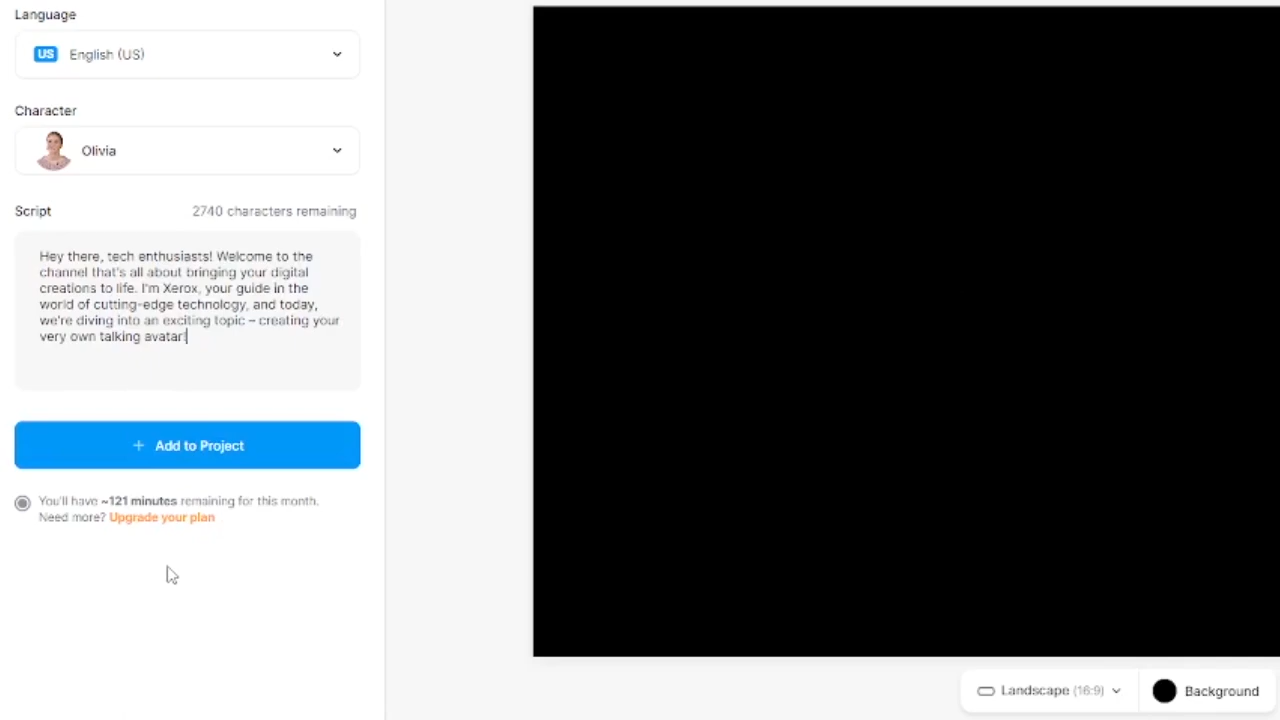 Language
US English (US)
Character
Olivia
Script 2740 characters remaining
Hey there, tech enthusiasts! Welcome to the
channel that's all about bringing your digital
creations to life. I'm Xerox, your guide in the
world of cutting-edge technology, and today,
we're diving into an exciting topic – creating your
very own talking avatar!
+ Add to Project
You'll have ~121 minutes remaining for this month.
Need more? Upgrade your plan
Landscape (16:9) Background